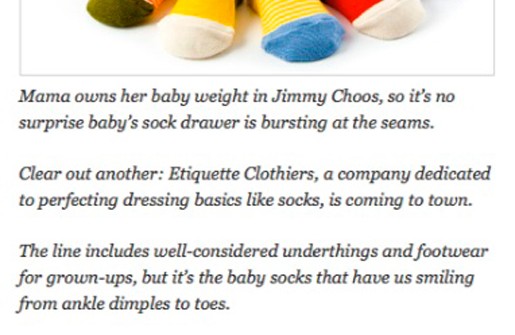 Mama owns her baby weight in Jimmy Choos, so it's no
surprise baby's sock drawer is bursting at the seams.
Clear out another: Etiquette Clothiers, a company dedicated
to perfecting dressing basics like socks, is coming to town.
The line includes well-considered underthings and footwear
for grown-ups, but it's the baby socks that have us smiling
from ankle dimples to toes.